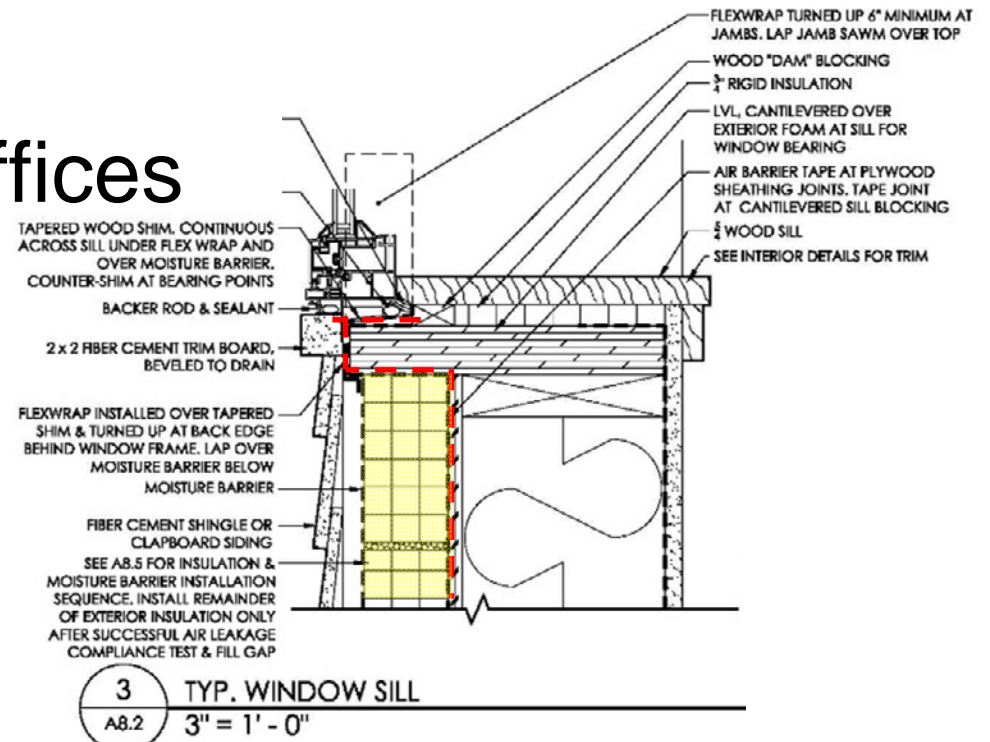 ffices
FLEXWRAP TURNED UP 6" MINIMUM AT
JAMBS. LAP JAMB SAWM OVER TOP
WOOD "DAM" BLOCKING
3/4" RIGID INSULATION
LVL, CANTILEVERED OVER
EXTERIOR FOAM AT SILL FOR
WINDOW BEARING
AIR BARRIER TAPE AT PLYWOOD
SHEATHING JOINTS. TAPE JOINT
AT CANTILEVERED SILL BLOCKING
5/4 WOOD SILL
SEE INTERIOR DETAILS FOR TRIM
TAPERED WOOD SHIM, CONTINUOUS
ACROSS SILL UNDER FLEX WRAP AND
OVER MOISTURE BARRIER.
COUNTER-SHIM AT BEARING POINTS
BACKER ROD & SEALANT
2 x 2 FIBER CEMENT TRIM BOARD,
BEVELED TO DRAIN
FLEXWRAP INSTALLED OVER TAPERED
SHIM & TURNED UP AT BACK EDGE
BEHIND WINDOW FRAME. LAP OVER
MOISTURE BARRIER BELOW
MOISTURE BARRIER
FIBER CEMENT SHINGLE OR
CLAPBOARD SIDING
SEE A8.5 FOR INSULATION &
MOISTURE BARRIER INSTALLATION
SEQUENCE. INSTALL REMAINDER
OF EXTERIOR INSULATION ONLY
AFTER SUCCESSFUL AIR LEAKAGE
COMPLIANCE TEST & FILL GAP
3
A8.2
TYP. WINDOW SILL
3" = 1' - 0"